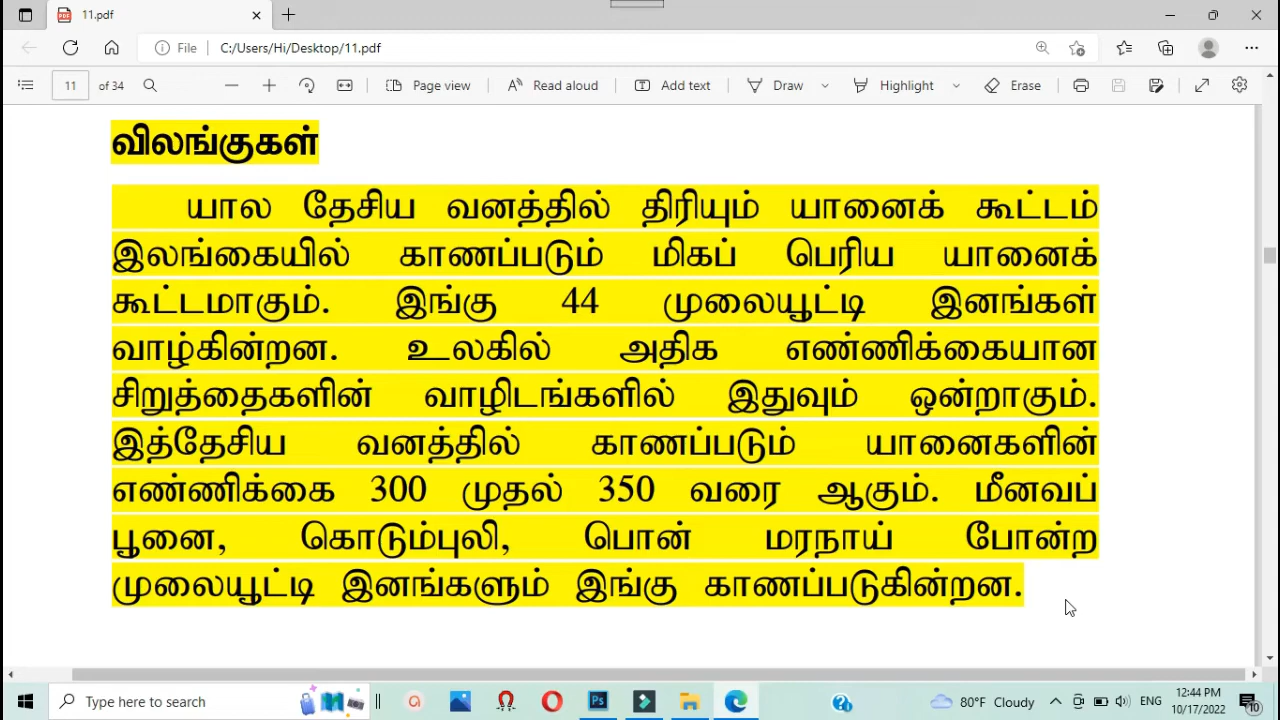 11.pdf
File C:/Users/Hi/Desktop/11.pdf
11 of 34 Page view Read aloud Add text Draw Highlight Erase
விலங்குகள்
யால தேசிய வனத்தில் திரியும் யானைக் கூட்டம்
இலங்கையில் காணப்படும் மிகப் பெரிய யானைக்
கூட்டமாகும். இங்கு 44 முலையூட்டி இனங்கள்
வாழ்கின்றன. உலகில் அதிக எண்ணிக்கையான
சிறுத்தைகளின் வாழிடங்களில் இதுவும் ஒன்றாகும்.
இத்தேசிய வனத்தில் காணப்படும் யானைகளின்
எண்ணிக்கை 300 முதல் 350 வரை ஆகும். மீனவப்
பூனை, கொடும்புலி, பொன் மரநாய் போன்ற
முலையூட்டி இனங்களும் இங்கு காணப்படுகின்றன.
Type here to search 80°F Cloudy ENG 12:44 PM
10/17/2022 10